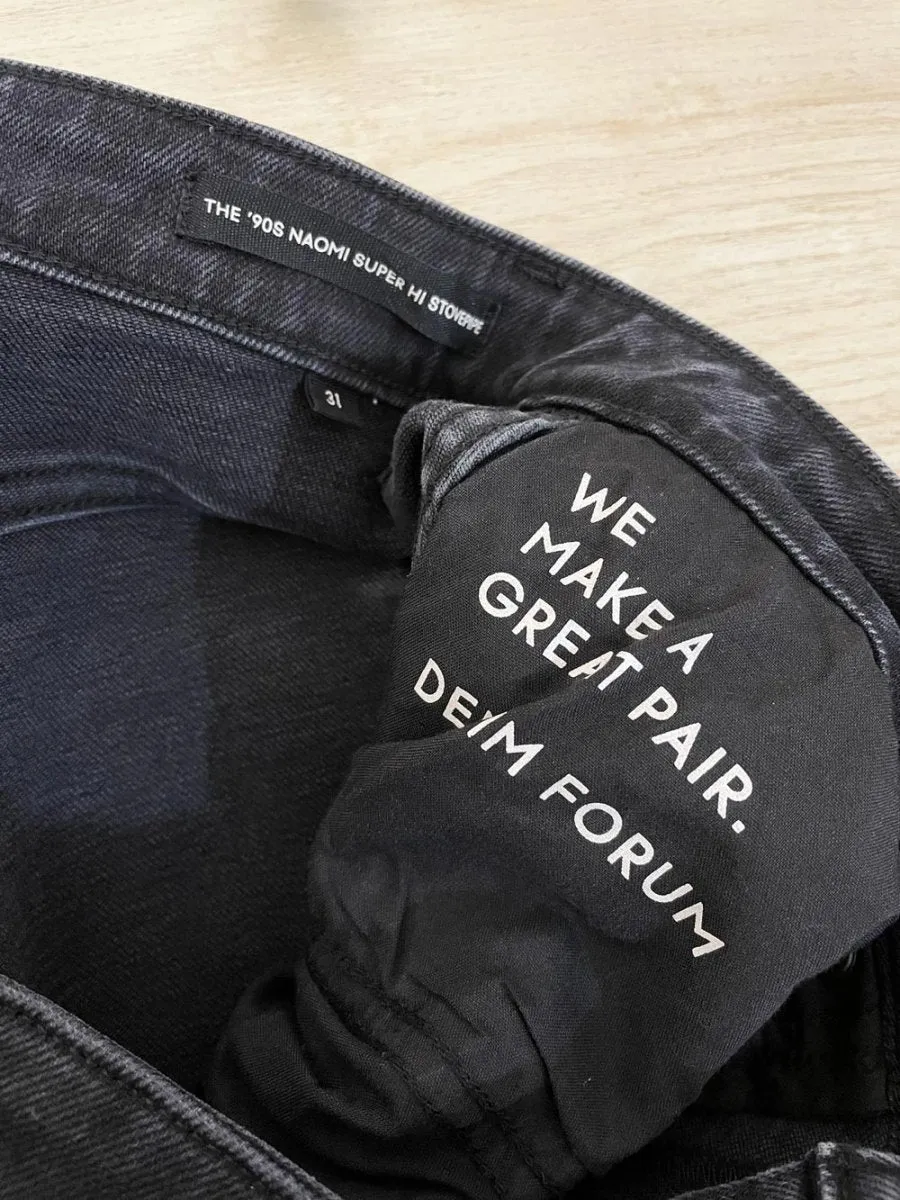 THE '90S NAOMI SUPER HI STOVEPIPE
31
WE
MAKE A
GREAT PAIR.
DENIM FORUM